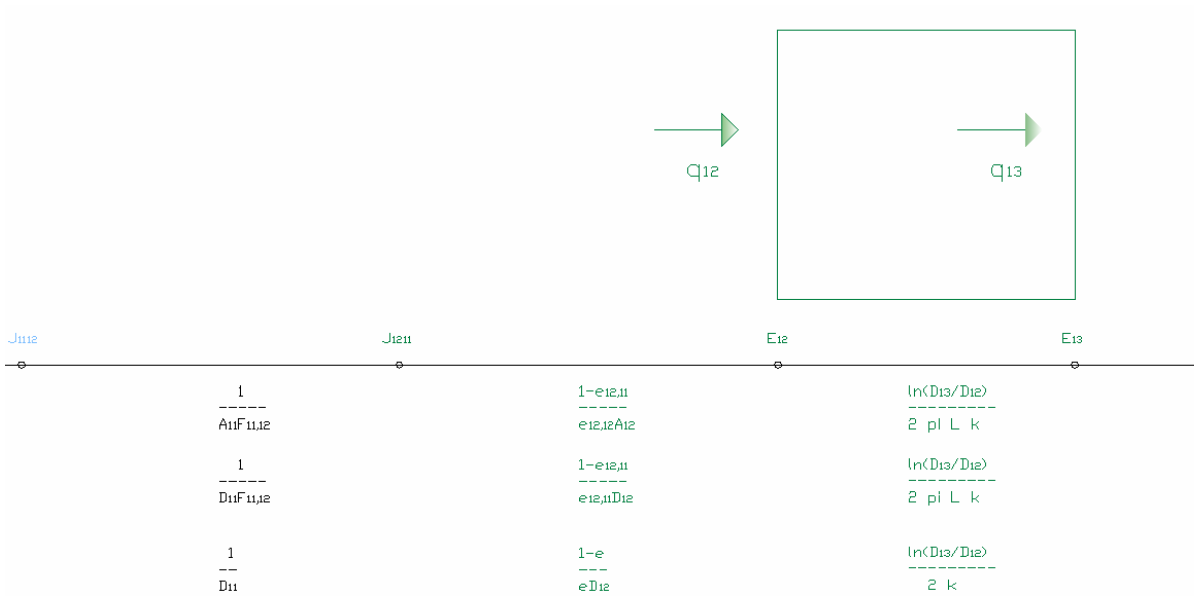 q12 q13
J1112 J1211 E12 E13
1 1-e12,11 ln(D13/D12)
----- ----- ---------
A11F11,12 e12,12A12 2 pl L k
1 1-e12,11 ln(D13/D12)
----- ----- ---------
D11F11,12 e12,11D12 2 pi L k
1 1-e ln(D13/D12)
-- --- ---------
D11 eD12 2 k